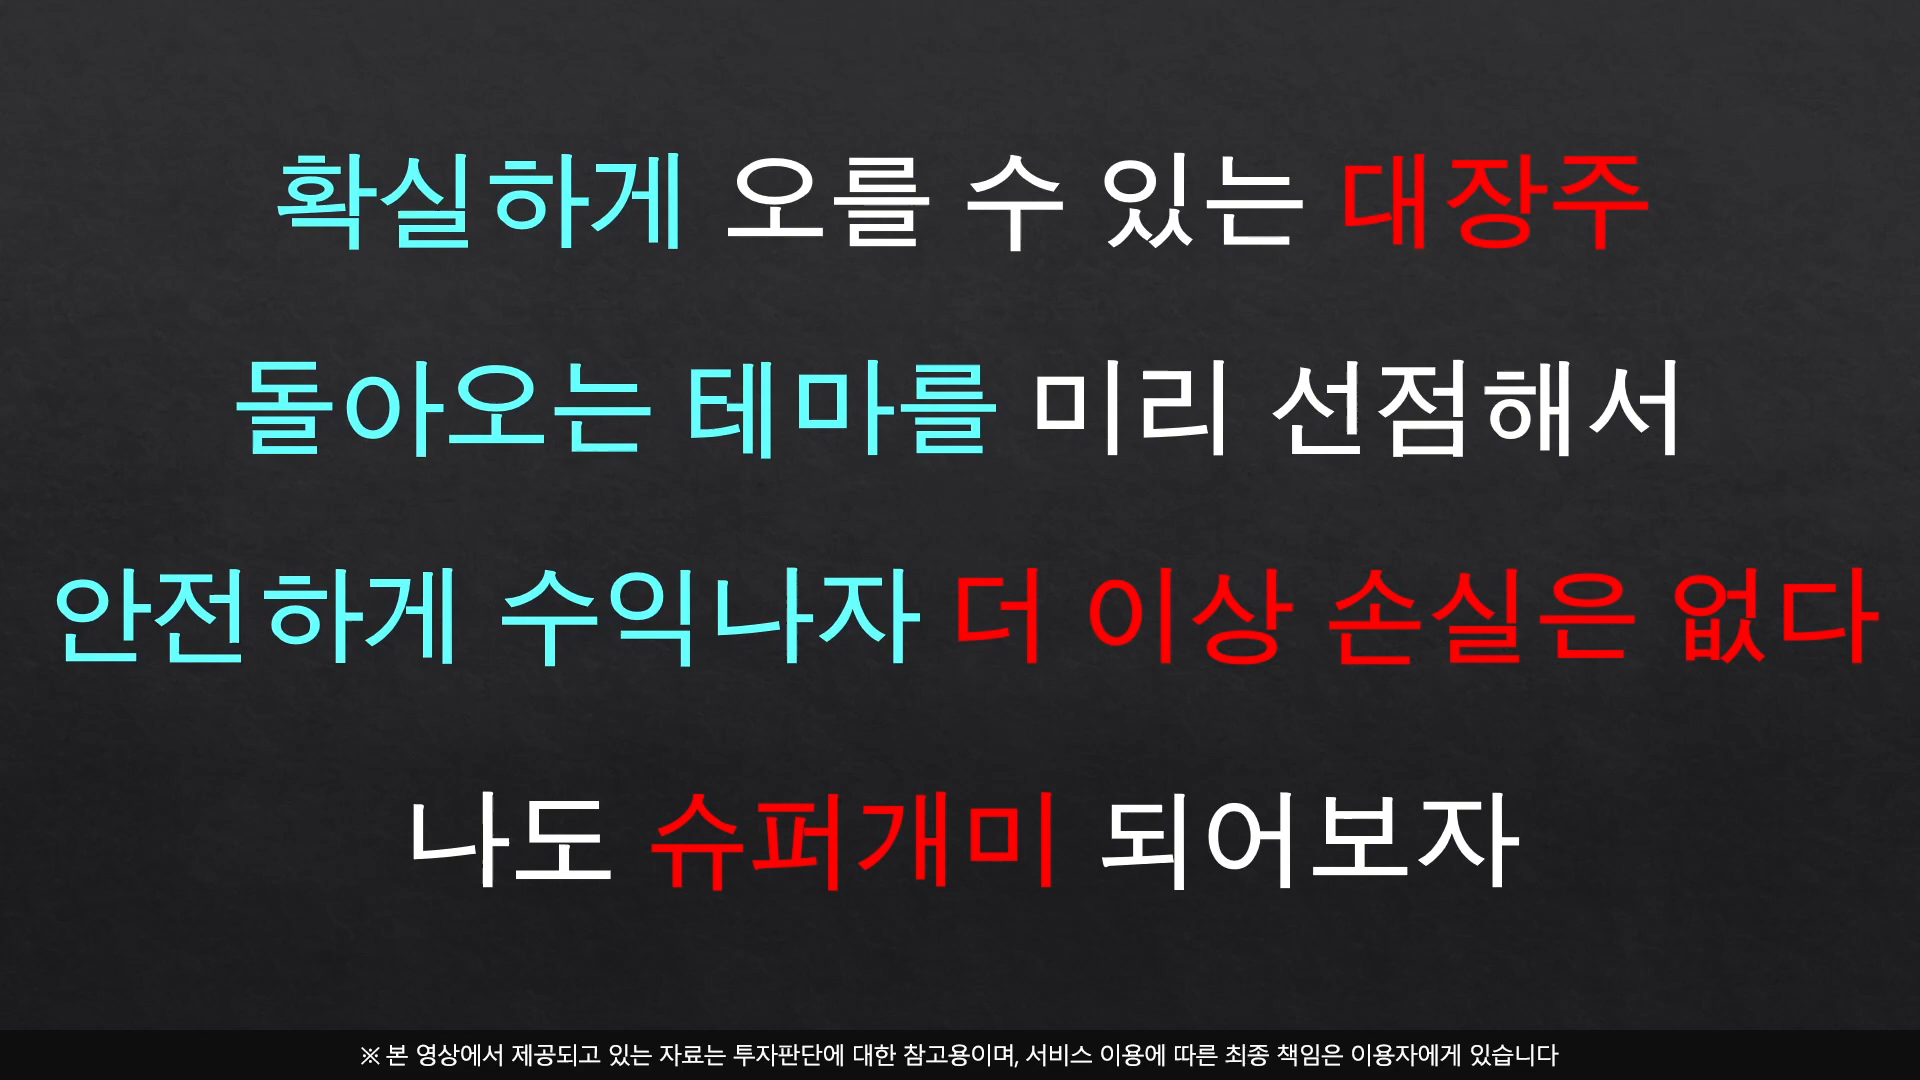 확실하게 오를 수 있는 대장주
돌아오는 테마를 미리 선점해서
안전하게 수익나자 더 이상 손실은 없다
나도 슈퍼개미 되어보자
※ 본 영상에서 제공되고 있는 자료는 투자판단에 대한 참고용이며, 서비스 이용에 따른 최종 책임은 이용자에게 있습니다